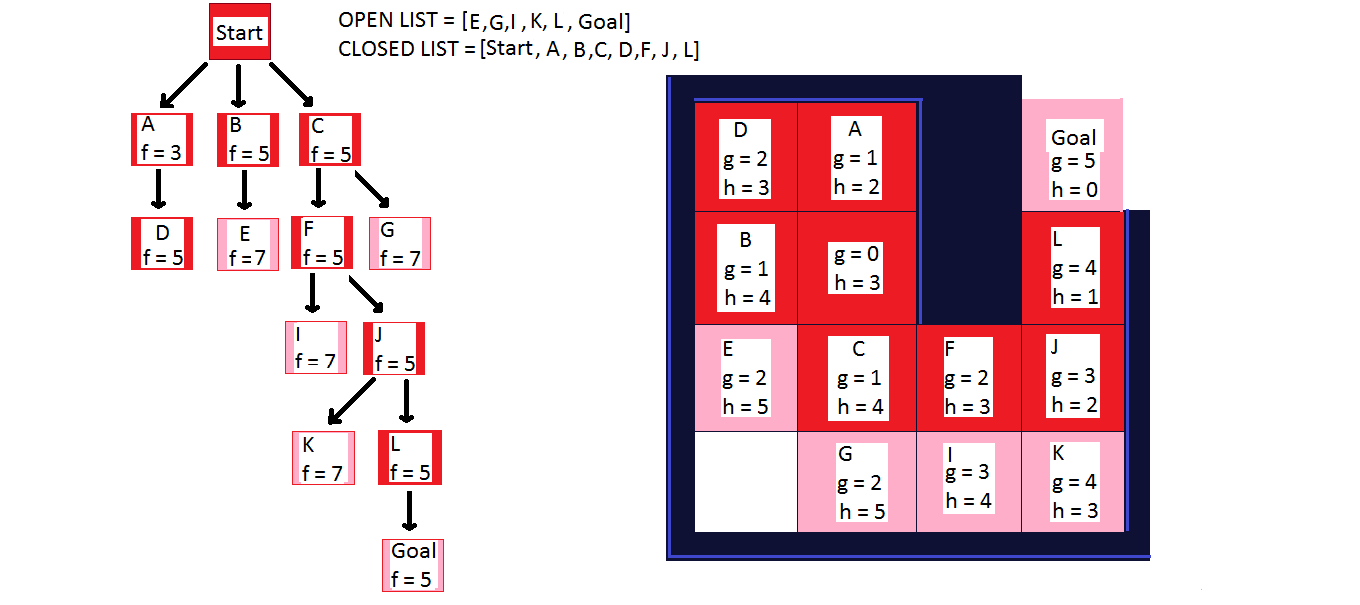 OPEN LIST = [E,G,I ,K, L , Goal]
CLOSED LIST = [Start, A, B,C, D,F, J, L]
Start
A
f = 3
B
f = 5
C
f = 5
D
f = 5
E
f = 7
F
f = 5
G
f = 7
I
f = 7
J
f = 5
K
f = 7
L
f = 5
Goal
f = 5
D
g = 2
h = 3
A
g = 1
h = 2
Goal
g = 5
h = 0
B
g = 1
h = 4
g = 0
h = 3
L
g = 4
h = 1
E
g = 2
h = 5
C
g = 1
h = 4
F
g = 2
h = 3
J
g = 3
h = 2
G
g = 2
h = 5
I
g = 3
h = 4
K
g = 4
h = 3